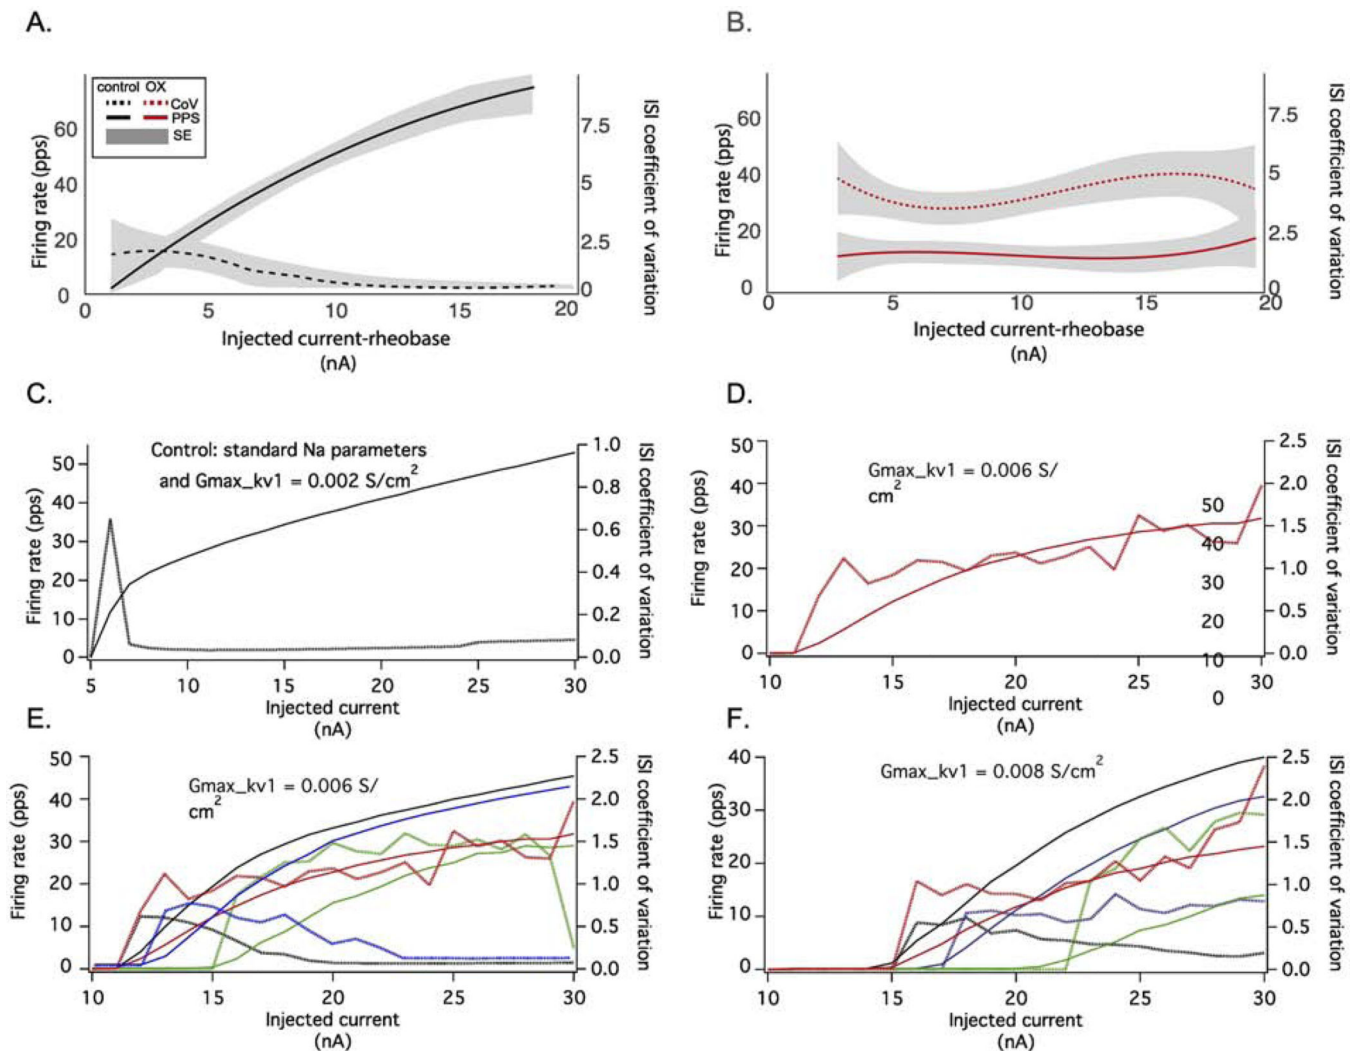 A.
control OX
CoV
PPS
SE
Firing rate (pps)
60
40
20
0
7.5
5
2.5
0
ISI coefficient of variation
0 5 10 15 20
Injected current-rheobase
(nA)
B.
Firing rate (pps)
60
40
20
0
7.5
5
2.5
0
ISI coefficient of variation
0 5 10 15 20
Injected current-rheobase
(nA)
C.
Control: standard Na parameters
and Gmax_kv1 = 0.002 S/cm²
Firing rate (pps)
50
40
30
20
10
0
1.0
0.8
0.6
0.4
0.2
0.0
ISI coefficient of variation
5 10 15 20 25 30
Injected current
(nA)
D.
Gmax_kv1 = 0.006 S/
cm²
Firing rate (pps)
50
40
30
20
10
0
50
40
30
20
10
0
2.5
2.0
1.5
1.0
0.5
0.0
ISI coefficient of variation
10 15 20 25 30
Injected current
(nA)
E.
Gmax_kv1 = 0.006 S/
cm²
Firing rate (pps)
50
40
30
20
10
0
2.5
2.0
1.5
1.0
0.5
0.0
ISI coefficient of variation
10 15 20 25 30
Injected current
(nA)
F.
Gmax_kv1 = 0.008 S/cm²
Firing rate (pps)
40
30
20
10
0
2.5
2.0
1.5
1.0
0.5
0.0
ISI coefficient of variation
10 15 20 25 30
Injected current
(nA)